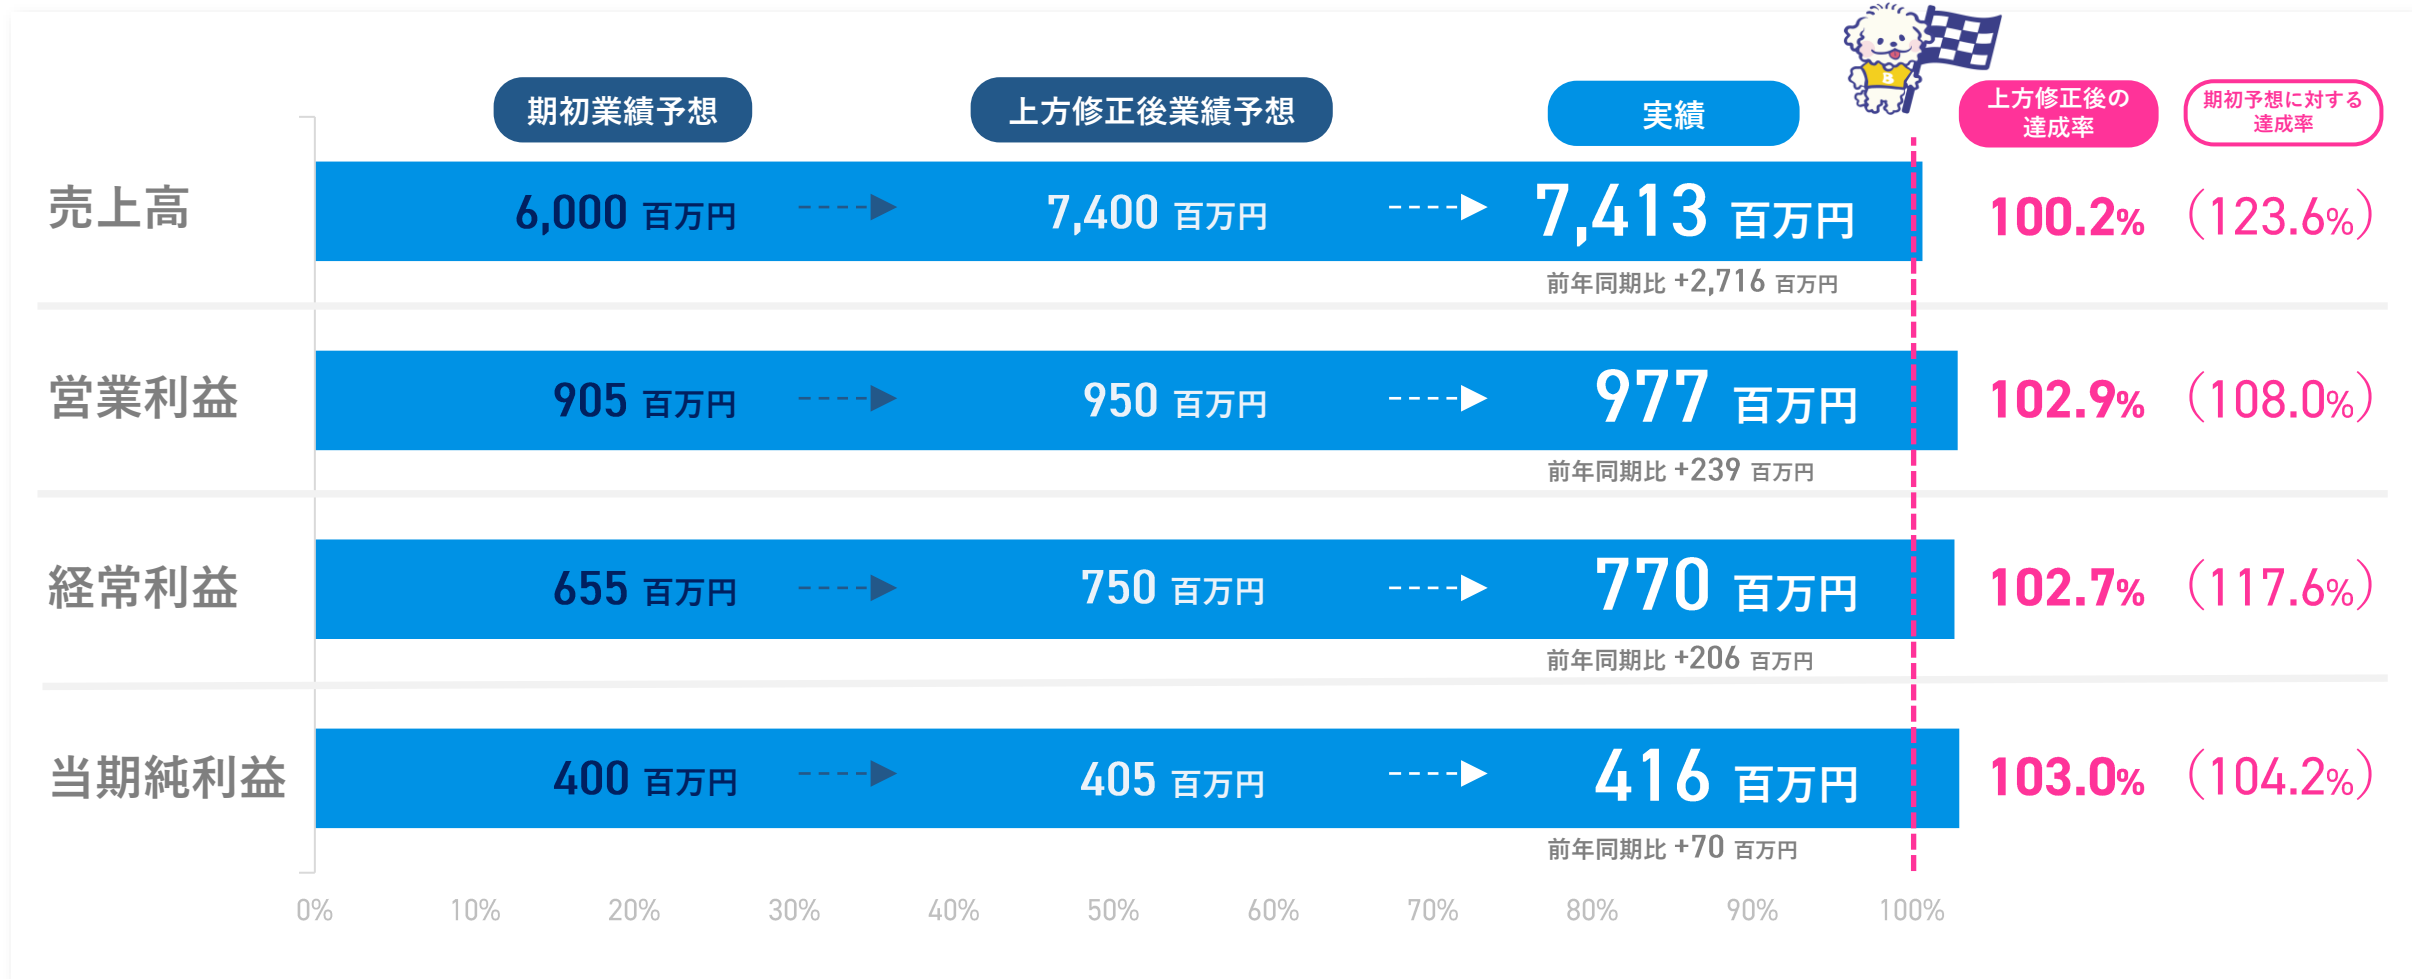 期初業績予想
上方修正後業績予想
実績
上方修正後の
達成率
期初予想に対する
達成率
B
売上高
6,000 百万円
7,400 百万円
7,413 百万円
100.2%
(123.6%)
前年同期比 +2,716 百万円
営業利益
905 百万円
950 百万円
977 百万円
102.9%
(108.0%)
前年同期比 +239 百万円
経常利益
655 百万円
750 百万円
770 百万円
102.7%
(117.6%)
前年同期比 +206 百万円
当期純利益
400 百万円
405 百万円
416 百万円
103.0%
(104.2%)
前年同期比 +70 百万円
0% 10% 20% 30% 40% 50% 60% 70% 80% 90% 100%